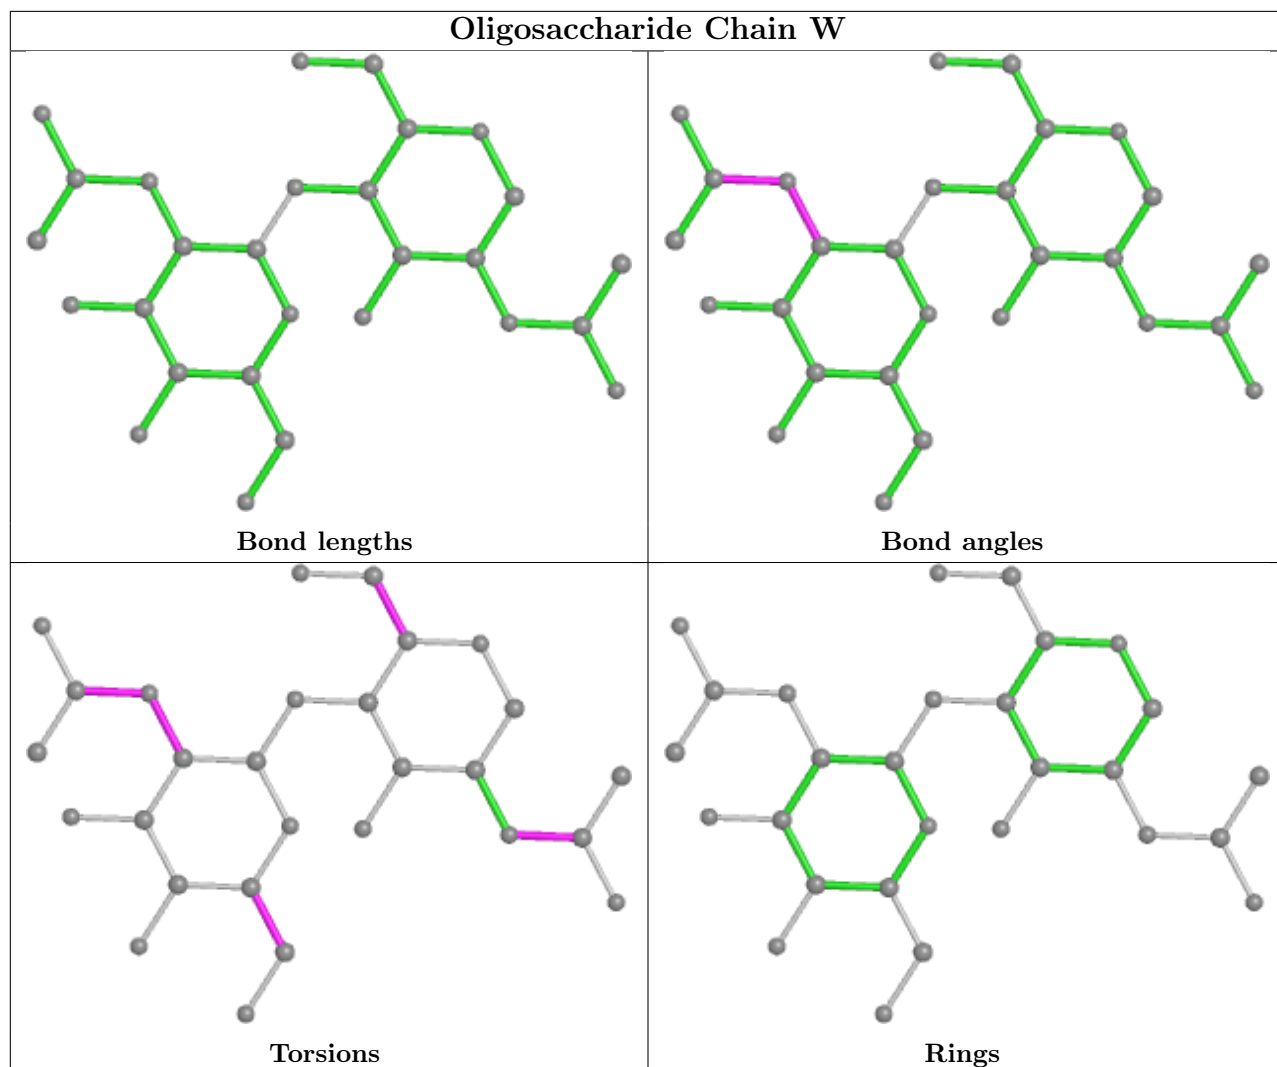 Oligosaccharide Chain W
Bond lengths
Bond angles
Torsions
Rings